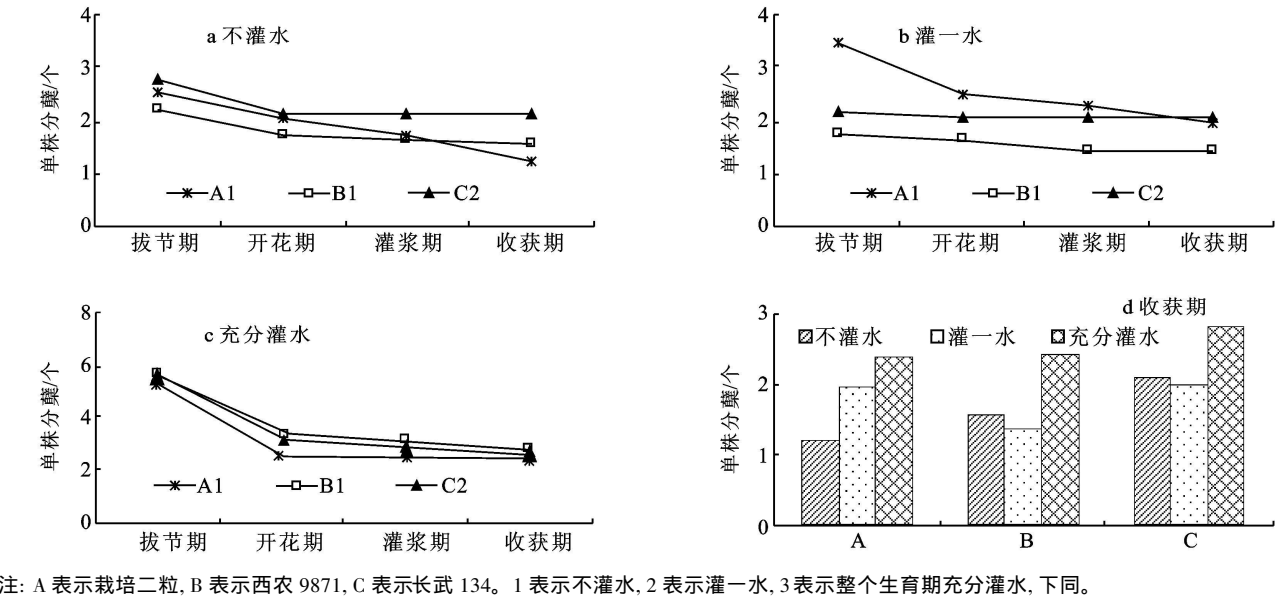 a 不灌水
单株分蘖/个
4
3
2
1
0
A1 B1 C2
拔节期 开花期 灌浆期 收获期
b 灌一水
单株分蘖/个
4
3
2
1
0
A1 B1 C2
拔节期 开花期 灌浆期 收获期
c 充分灌水
单株分蘖/个
8
6
4
2
0
A1 B1 C2
拔节期 开花期 灌浆期 收获期
d 收获期
不灌水 灌一水 充分灌水
单株分蘖/个
3
2
1
0
A B C
注: A 表示栽培二粒, B 表示西农 9871, C 表示长武 134。1 表示不灌水, 2 表示灌一水, 3表示整个生育期充分灌水, 下同。